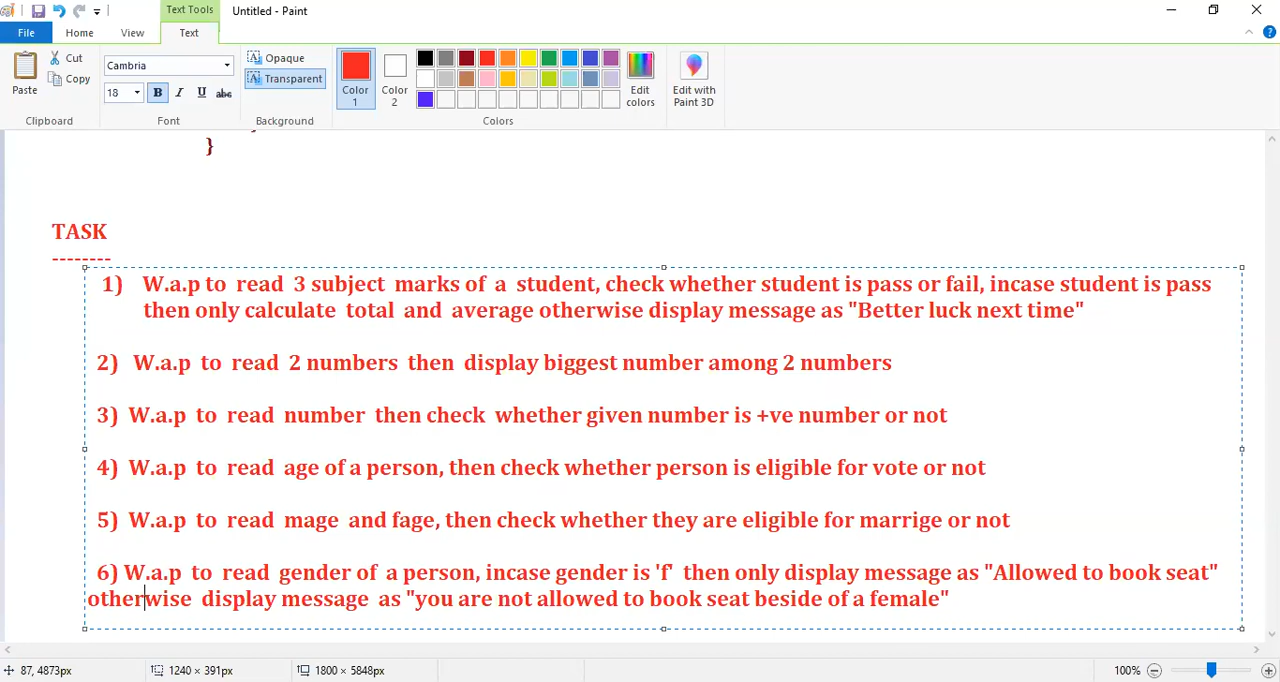 Text Tools
Untitled - Paint
File Home View Text
Paste
Cut
Copy
Clipboard
Cambria
18 B I U abc
Font
Opaque
Transparent
Background
Color 1
Color 2
Edit colors
Colors
Edit with Paint 3D
}
TASK
--------
1) W.a.p to read 3 subject marks of a student, check whether student is pass or fail, incase student is pass
then only calculate total and average otherwise display message as "Better luck next time"
2) W.a.p to read 2 numbers then display biggest number among 2 numbers
3) W.a.p to read number then check whether given number is +ve number or not
4) W.a.p to read age of a person, then check whether person is eligible for vote or not
5) W.a.p to read mage and fage, then check whether they are eligible for marrige or not
6) W.a.p to read gender of a person, incase gender is 'f' then only display message as "Allowed to book seat"
otherwise display message as "you are not allowed to book seat beside of a female"
87, 4873px
1240 × 391px
1800 × 5848px
100%